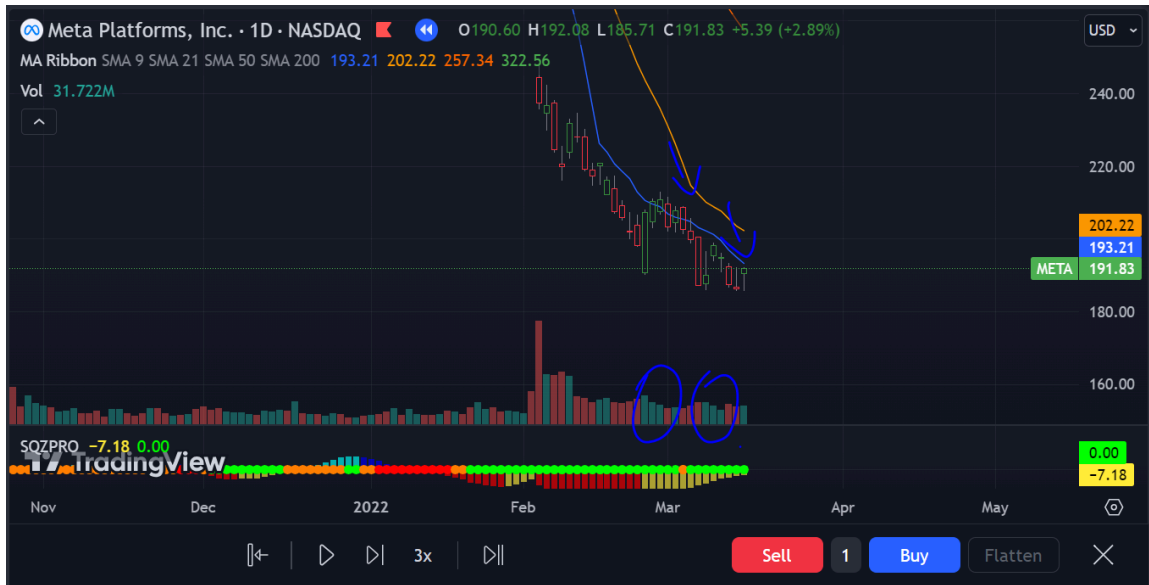 Meta Platforms, Inc. · 1D · NASDAQ O190.60 H192.08 L185.71 C191.83 +5.39 (+2.89%) USD
MA Ribbon SMA 9 SMA 21 SMA 50 SMA 200 193.21 202.22 257.34 322.56
Vol 31.722M
240.00
220.00
202.22
193.21
META 191.83
180.00
160.00
SQZPRO −7.18 0.00
TradingView
0.00
−7.18
Nov Dec 2022 Feb Mar Apr May
3x Sell 1 Buy Flatten